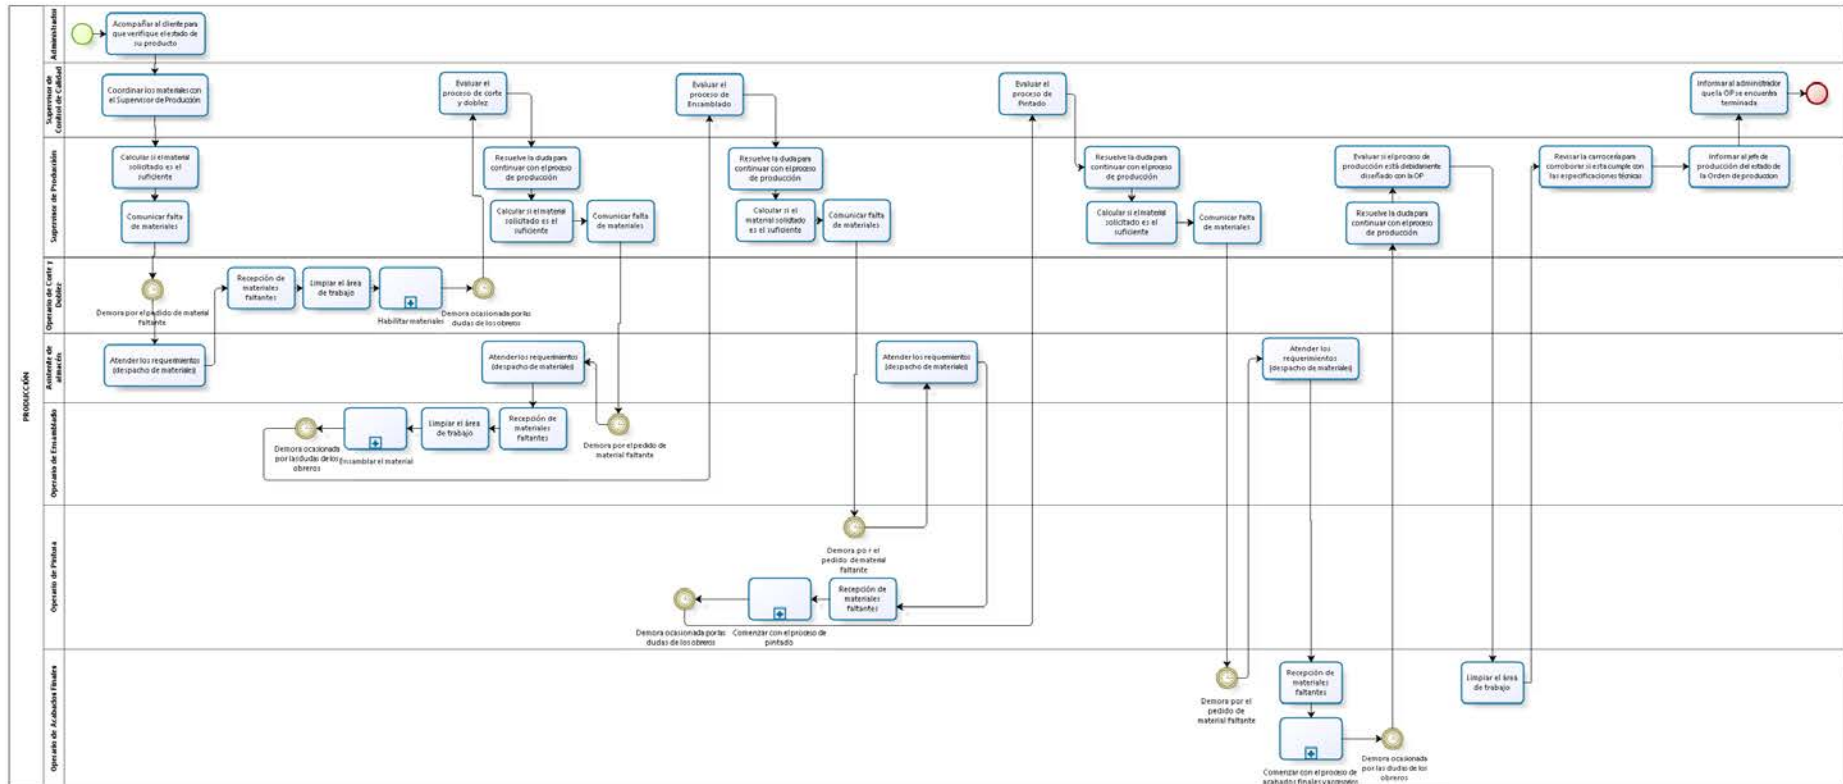 PRODUCCIÓN
Administrador
Acompañar al cliente para
que verifique el estado de
su producto
Supervisor de
Control de Calidad
Coordinar los materiales con
el Supervisor de Producción
Evaluar el
proceso de corte
y doblez
Evaluar el
proceso de
Ensamblado
Evaluar el
proceso de
Pintado
Informar al administrador
que la OP se encuentra
terminada
Supervisor de Producción
Calcular si el material
solicitado es el
suficiente
Comunicar falta
de materiales
Resuelve la duda para
continuar con el proceso
de producción
Calcular si el material
solicitado es el
suficiente
Comunicar falta
de materiales
Resuelve la duda para
continuar con el proceso
de producción
Calcular si el
material solicitado
es el suficiente
Comunicar falta
de materiales
Resuelve la duda para
continuar con el proceso
de producción
Calcular si el material
solicitado es el
suficiente
Comunicar falta
de materiales
Evaluar si el proceso de
producción está debidamente
diseñado con la OP
Resuelve la duda para
continuar con el proceso
de producción
Revisar la carrocería para
corroborar si esta cumple con
las especificaciones técnicas
Informar al jefe de
producción del estado de
la Orden de produccion
Operario de Corte y
Doblez
Demora por el pedido de material
faltante
Recepción de
materiales
faltantes
Limpiar el área
de trabajo
Habilitar materiales
Demora ocasionada por las
dudas de los obreros
Asistente de
almacén
Atender los requerimientos
(despacho de materiales)
Atender los requerimientos
(despacho de materiales)
Atender los requerimientos
(despacho de materiales)
Atender los
requerimientos
(despacho de materiales)
Operario de Ensamblado
Demora ocasionada
por las dudas de los
obreros
Ensamblar el material
Limpiar el área
de trabajo
Recepción de
materiales
faltantes
Demora por el pedido de
material faltante
Operario de Pintura
Demora po r el
pedido de material
faltante
Demora ocasionada por las
dudas de los obreros
Comenzar con el proceso de
pintado
Recepción de
materiales
faltantes
Operario de Acabados Finales
Demora por el
pedido de
material faltante
Recepción de
materiales
faltantes
Comenzar con el proceso de
acabados finales y accesorios
Demora ocasionada
por las dudas de los
obreros
Limpiar el área
de trabajo